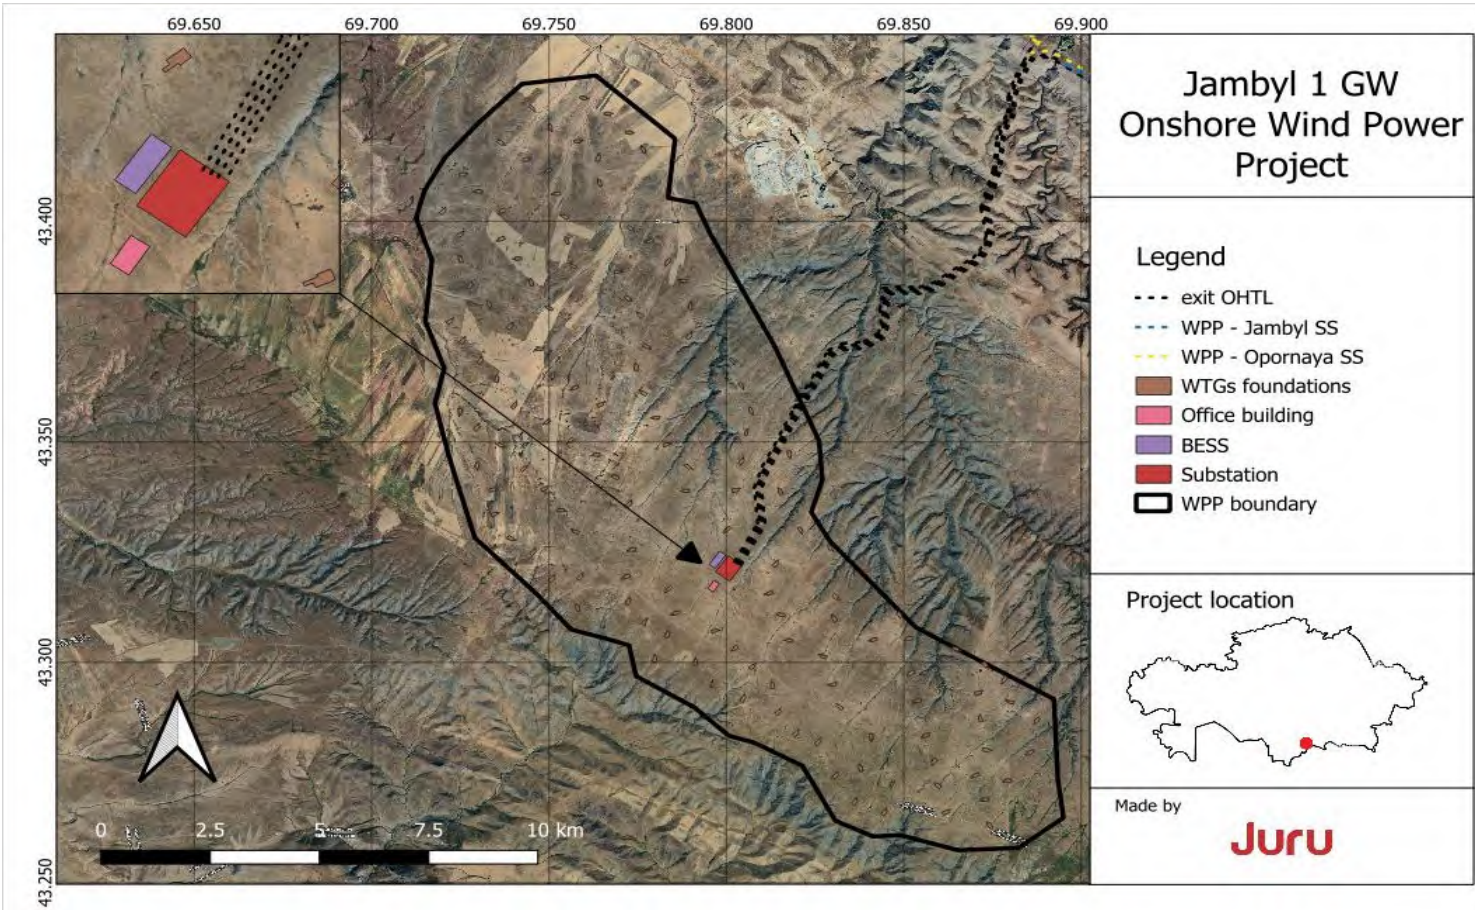 69.650 69.700 69.750 69.800 69.850 69.900
43.400
43.350
43.300
43.250
0 2.5 5 7.5 10 km
Jambyl 1 GW
Onshore Wind Power
Project
Legend
exit OHTL
WPP - Jambyl SS
WPP - Opornaya SS
WTGs foundations
Office building
BESS
Substation
WPP boundary
Project location
Made by
Juru